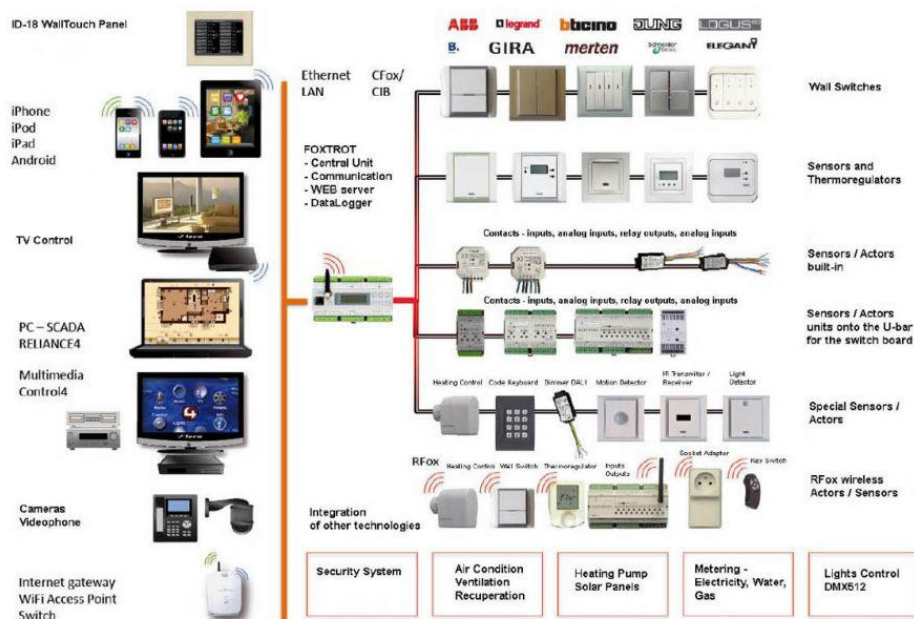 ID-18 WallTouch Panel
iPhone
iPod
iPad
Android
TV Control
PC – SCADA
RELIANCE4
Multimedia
Control4
Cameras
Videophone
Internet gateway
WiFi Access Point
Switch
Ethernet
LAN
CFox/
CIB
FOXTROT
- Central Unit
- Communication
- WEB server
- DataLogger
ABB
legrand
bticino
JUNG
LOGUS
B.
GIRA
merten
Schneider
Electric
ELEGANT
Wall Switches
Sensors and
Thermoregulators
Contacts - inputs, analog inputs, relay outputs, analog inputs
Sensors / Actors
built-in
Contacts - inputs, analog inputs, relay outputs, analog inputs
Sensors / Actors
units onto the U-bar
for the switch board
Heating Control
Code Keyboard
Dimmer DALI
Motion Detector
IR Transmiter /
Receiver
Light
Detector
Special Sensors /
Actors
RFox
Heating Control
Wall Switch
Thermoregulator
Inputs
Outputs
Socket Adapter
Key Switch
RFox wireless
Actors / Sensors
Integration
of other technologies
Security System
Air Condition
Ventilation
Recuperation
Heating Pump
Solar Panels
Metering -
Electricity, Water,
Gas
Lights Control
DMX512